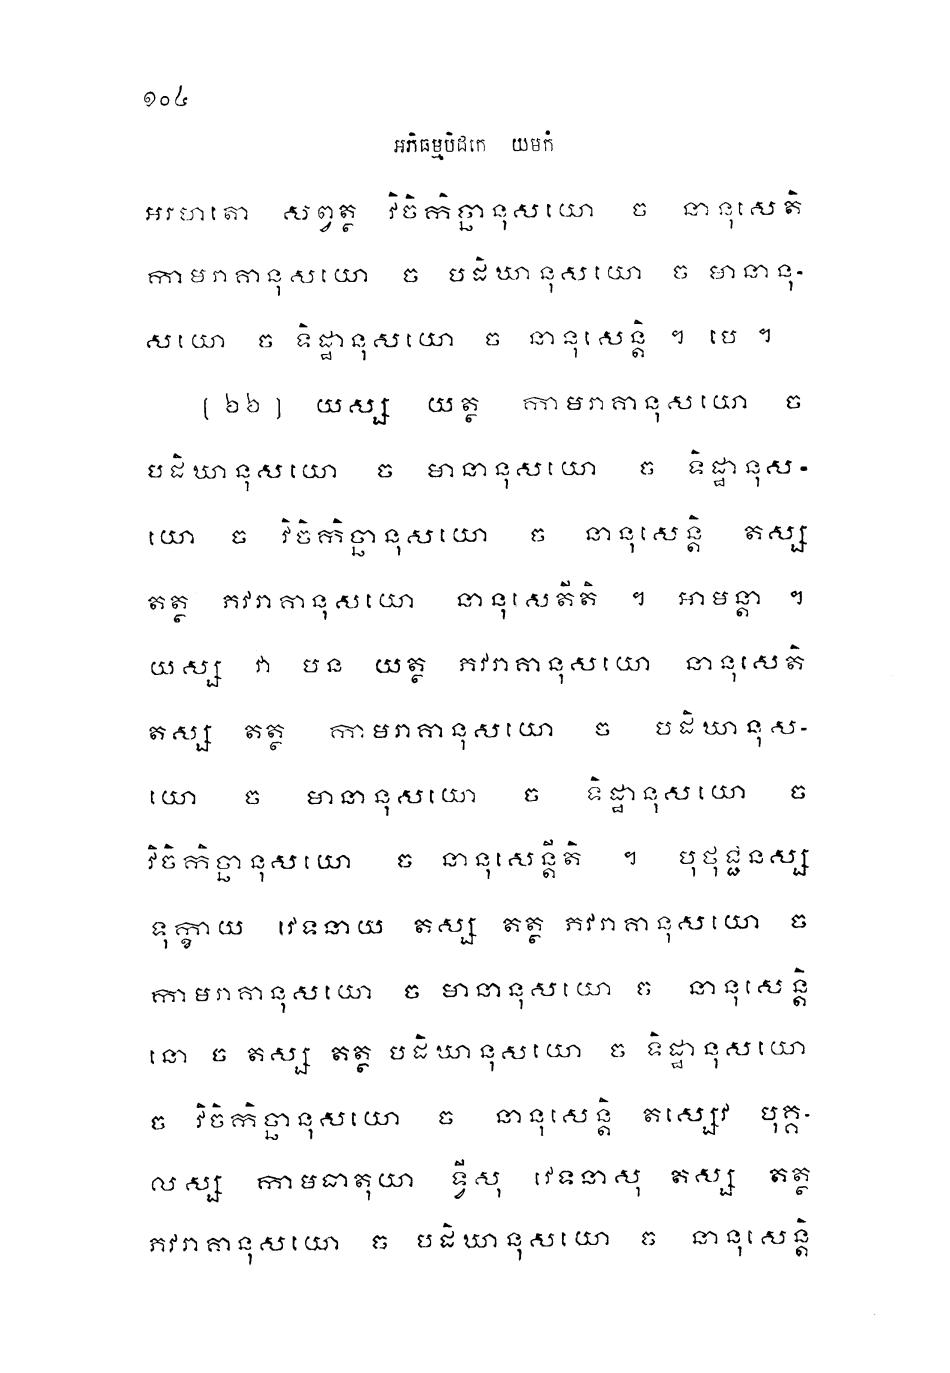 ១០៤
អភិធម្មបិដកេ យមកំ
អរហតោ សព្វត្ថ វិចិកិច្ឆានុសយោ ច នានុសេតិ
កាមរាគានុសយោ ច បដិឃានុសយោ ច មានានុ-
សយោ ច ទិដ្ឋានុសយោ ច នានុសេន្តិ ។ បេ ។
(៦៦) យស្ស យត្ថ កាមរាគានុសយោ ច
បដិឃានុសយោ ច មានានុសយោ ច ទិដ្ឋានុស-
យោ ច វិចិកិច្ឆានុសយោ ច នានុសេន្តិ តស្ស
តត្ថ ភវរាគានុសយោ នានុសេតីតិ ។ អាមន្តា ។
យស្ស វា បន យត្ថ ភវរាគានុសយោ នានុសេតិ
តស្ស តត្ថ កាមរាគានុសយោ ច បដិឃានុស-
យោ ច មានានុសយោ ច ទិដ្ឋានុសយោ ច
វិចិកិច្ឆានុសយោ ច នានុសេន្តីតិ ។ បុថុជ្ជនស្ស
ទុក្ខាយ វេទនាយ តស្ស តត្ថ ភវរាគានុសយោ ច
កាមរាគានុសយោ ច មានានុសយោ ច នានុសេន្តិ
នោ ច តស្ស តត្ថ បដិឃានុសយោ ច ទិដ្ឋានុសយោ
ច វិចិកិច្ឆានុសយោ ច នានុសេន្តិ តស្សេវ បុគ្គ-
លស្ស កាមធាតុយា ទ្វីសុ វេទនាសុ តស្ស តត្ថ
ភវរាគានុសយោ ច បដិឃានុសយោ ច នានុសេន្តិ